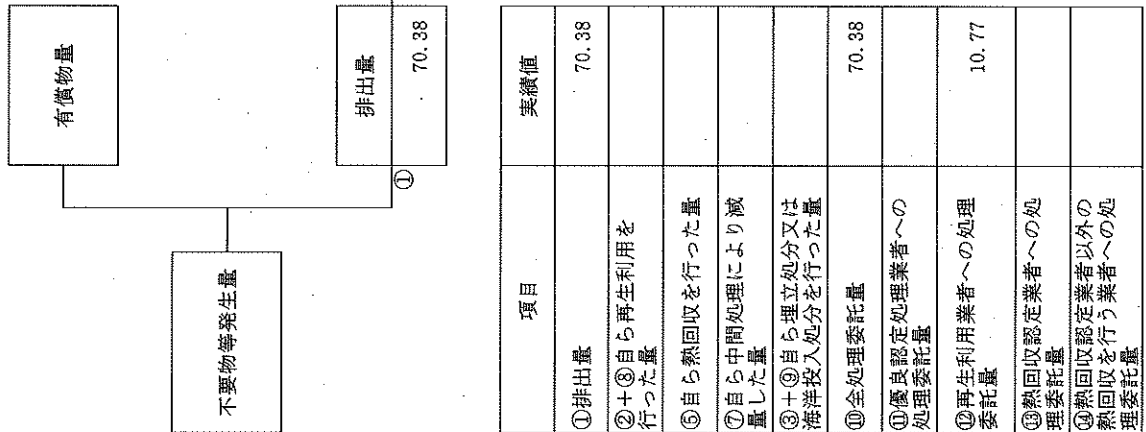 不要物等発生量
有償物量
排出量
①
70.38
項目
実績値
①排出量
70.38
②+⑧自ら再生利用を
行った量
⑤自ら熱回収を行った量
⑦自ら中間処理により減
量した量
③+⑨自ら埋立処分又は
海洋投入処分を行った量
⑩全処理委託量
70.38
⑪優良認定処理業者への
処理委託量
⑫再生利用業者への処理
委託量
10.77
⑬熱回収認定業者への処
理委託量
⑭熱回収認定業者以外の
熱回収を行う業者への処
理委託量